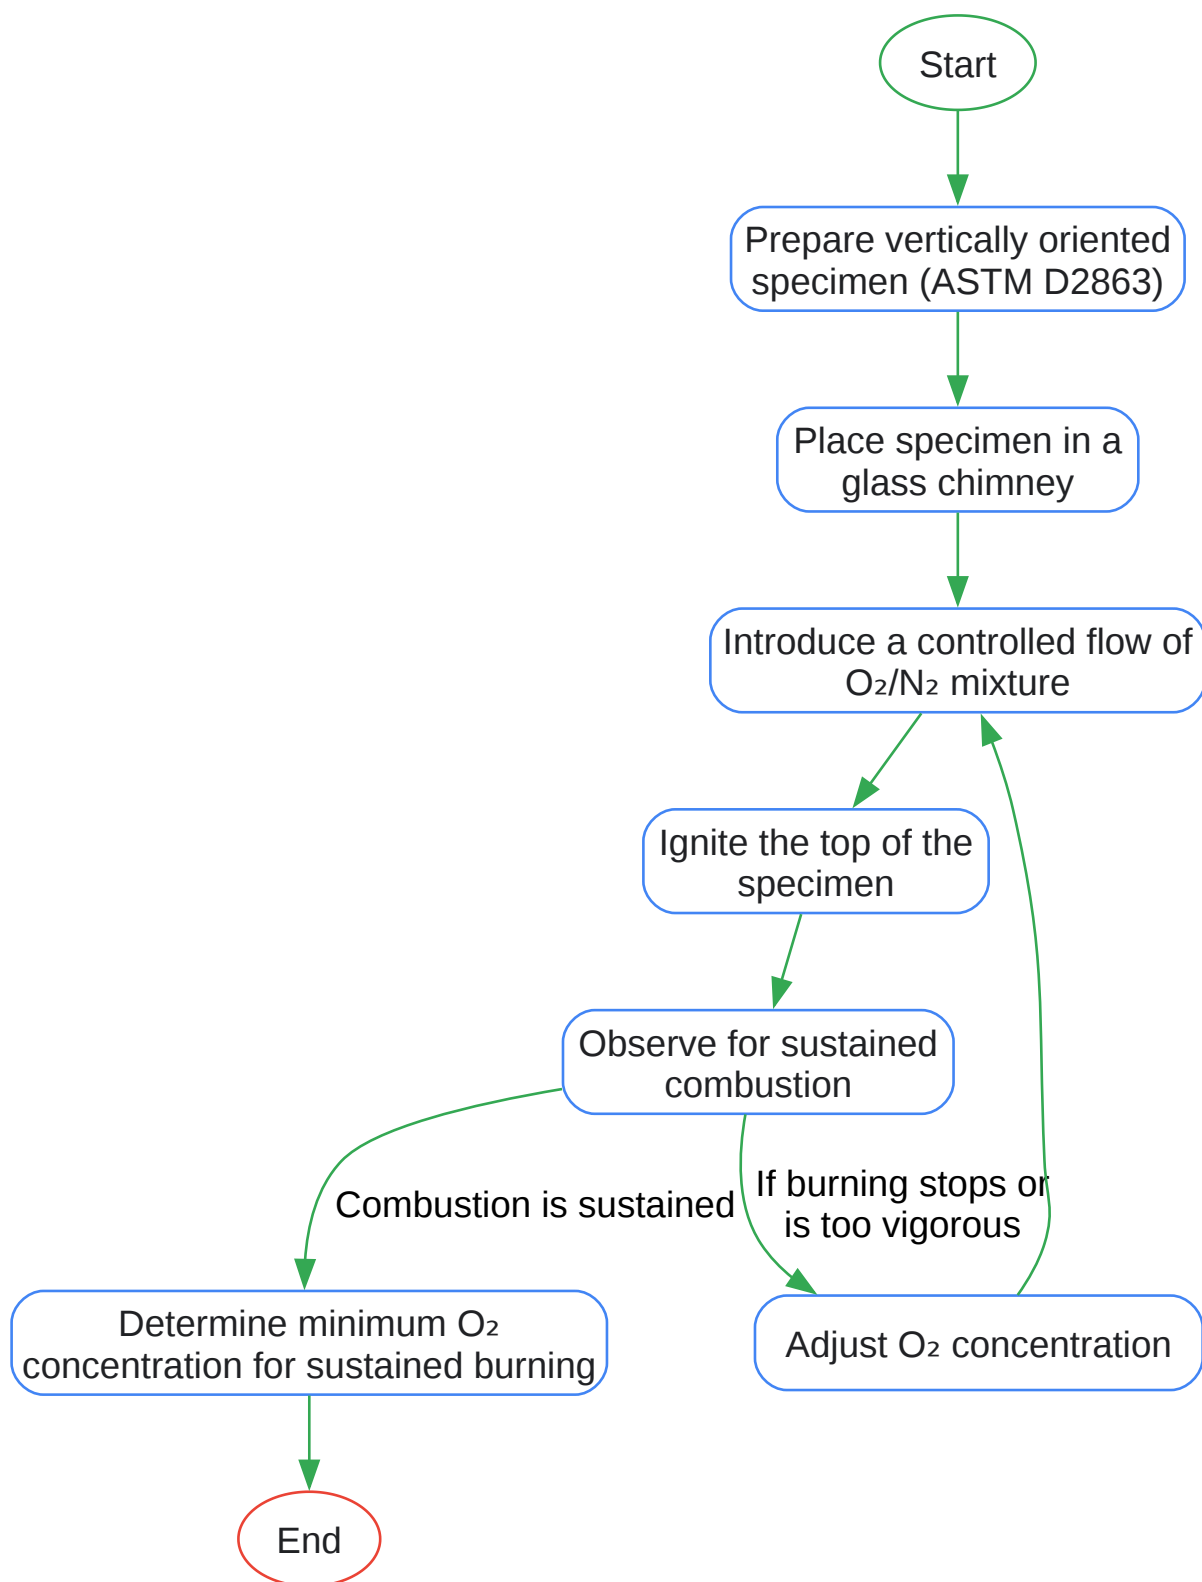 Start
Prepare vertically oriented
specimen (ASTM D2863)
Place specimen in a
glass chimney
Introduce a controlled flow of
O₂/N₂ mixture
Ignite the top of the
specimen
Observe for sustained
combustion
Combustion is sustained
If burning stops or
is too vigorous
Determine minimum O₂
concentration for sustained burning
Adjust O₂ concentration
End